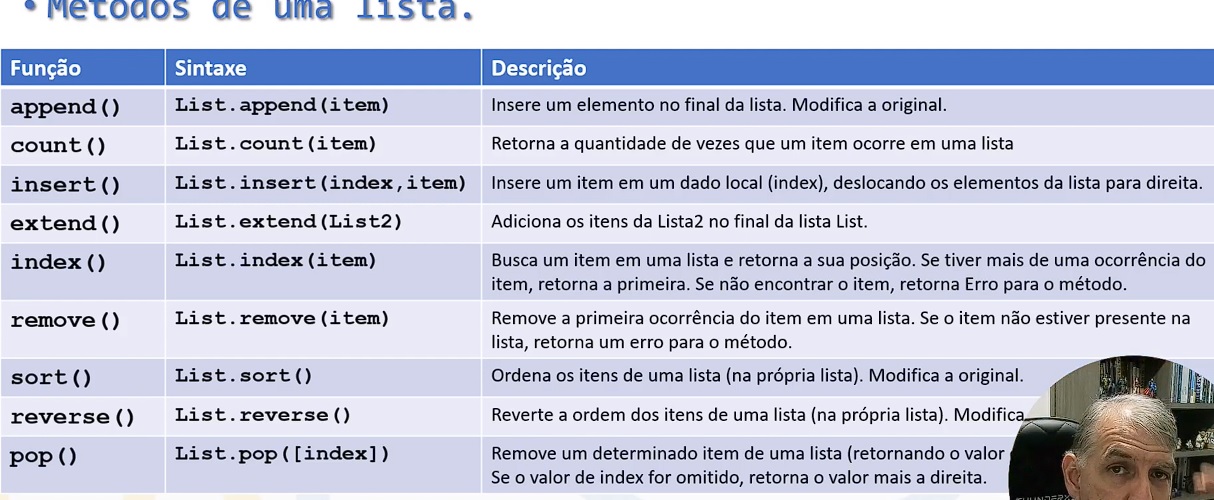 • Métodos de uma lista.
Função Sintaxe Descrição
append() List.append(item) Insere um elemento no final da lista. Modifica a original.
count() List.count(item) Retorna a quantidade de vezes que um item ocorre em uma lista
insert() List.insert(index,item) Insere um item em um dado local (index), deslocando os elementos da lista para direita.
extend() List.extend(List2) Adiciona os itens da Lista2 no final da lista List.
index() List.index(item) Busca um item em uma lista e retorna a sua posição. Se tiver mais de uma ocorrência do
item, retorna a primeira. Se não encontrar o item, retorna Erro para o método.
remove() List.remove(item) Remove a primeira ocorrência do item em uma lista. Se o item não estiver presente na
lista, retorna um erro para o método.
sort() List.sort() Ordena os itens de uma lista (na própria lista). Modifica a original.
reverse() List.reverse() Reverte a ordem dos itens de uma lista (na própria lista). Modifica
pop() List.pop([index]) Remove um determinado item de uma lista (retornando o valor
Se o valor de index for omitido, retorna o valor mais a direita.